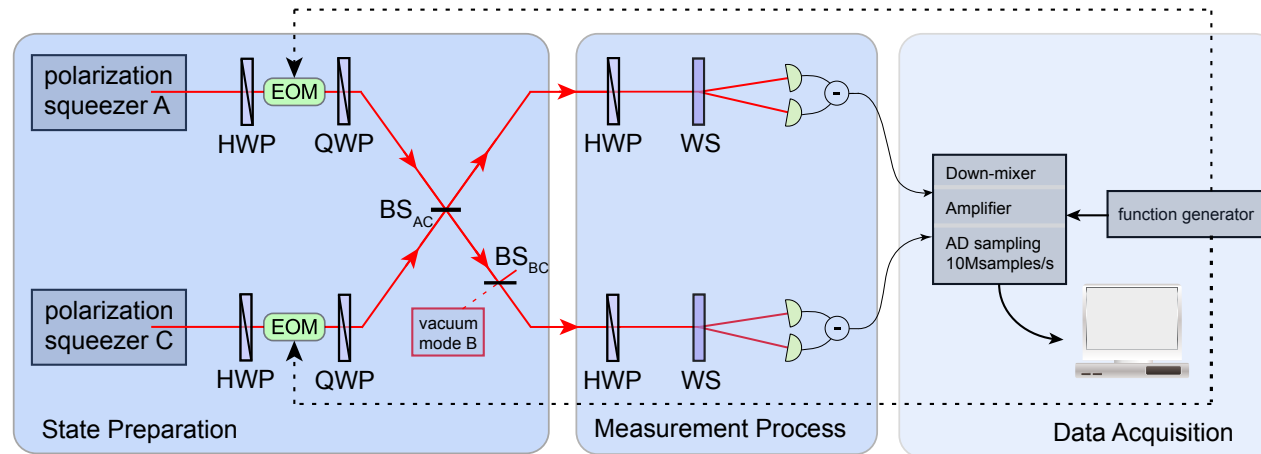 polarization
squeezer A
HWP
EOM
QWP
BS_AC
BS_BC
polarization
squeezer C
HWP
EOM
QWP
vacuum
mode B
State Preparation
HWP
WS
-
HWP
WS
-
Measurement Process
Down-mixer
Amplifier
AD sampling
10Msamples/s
function generator
Data Acquisition